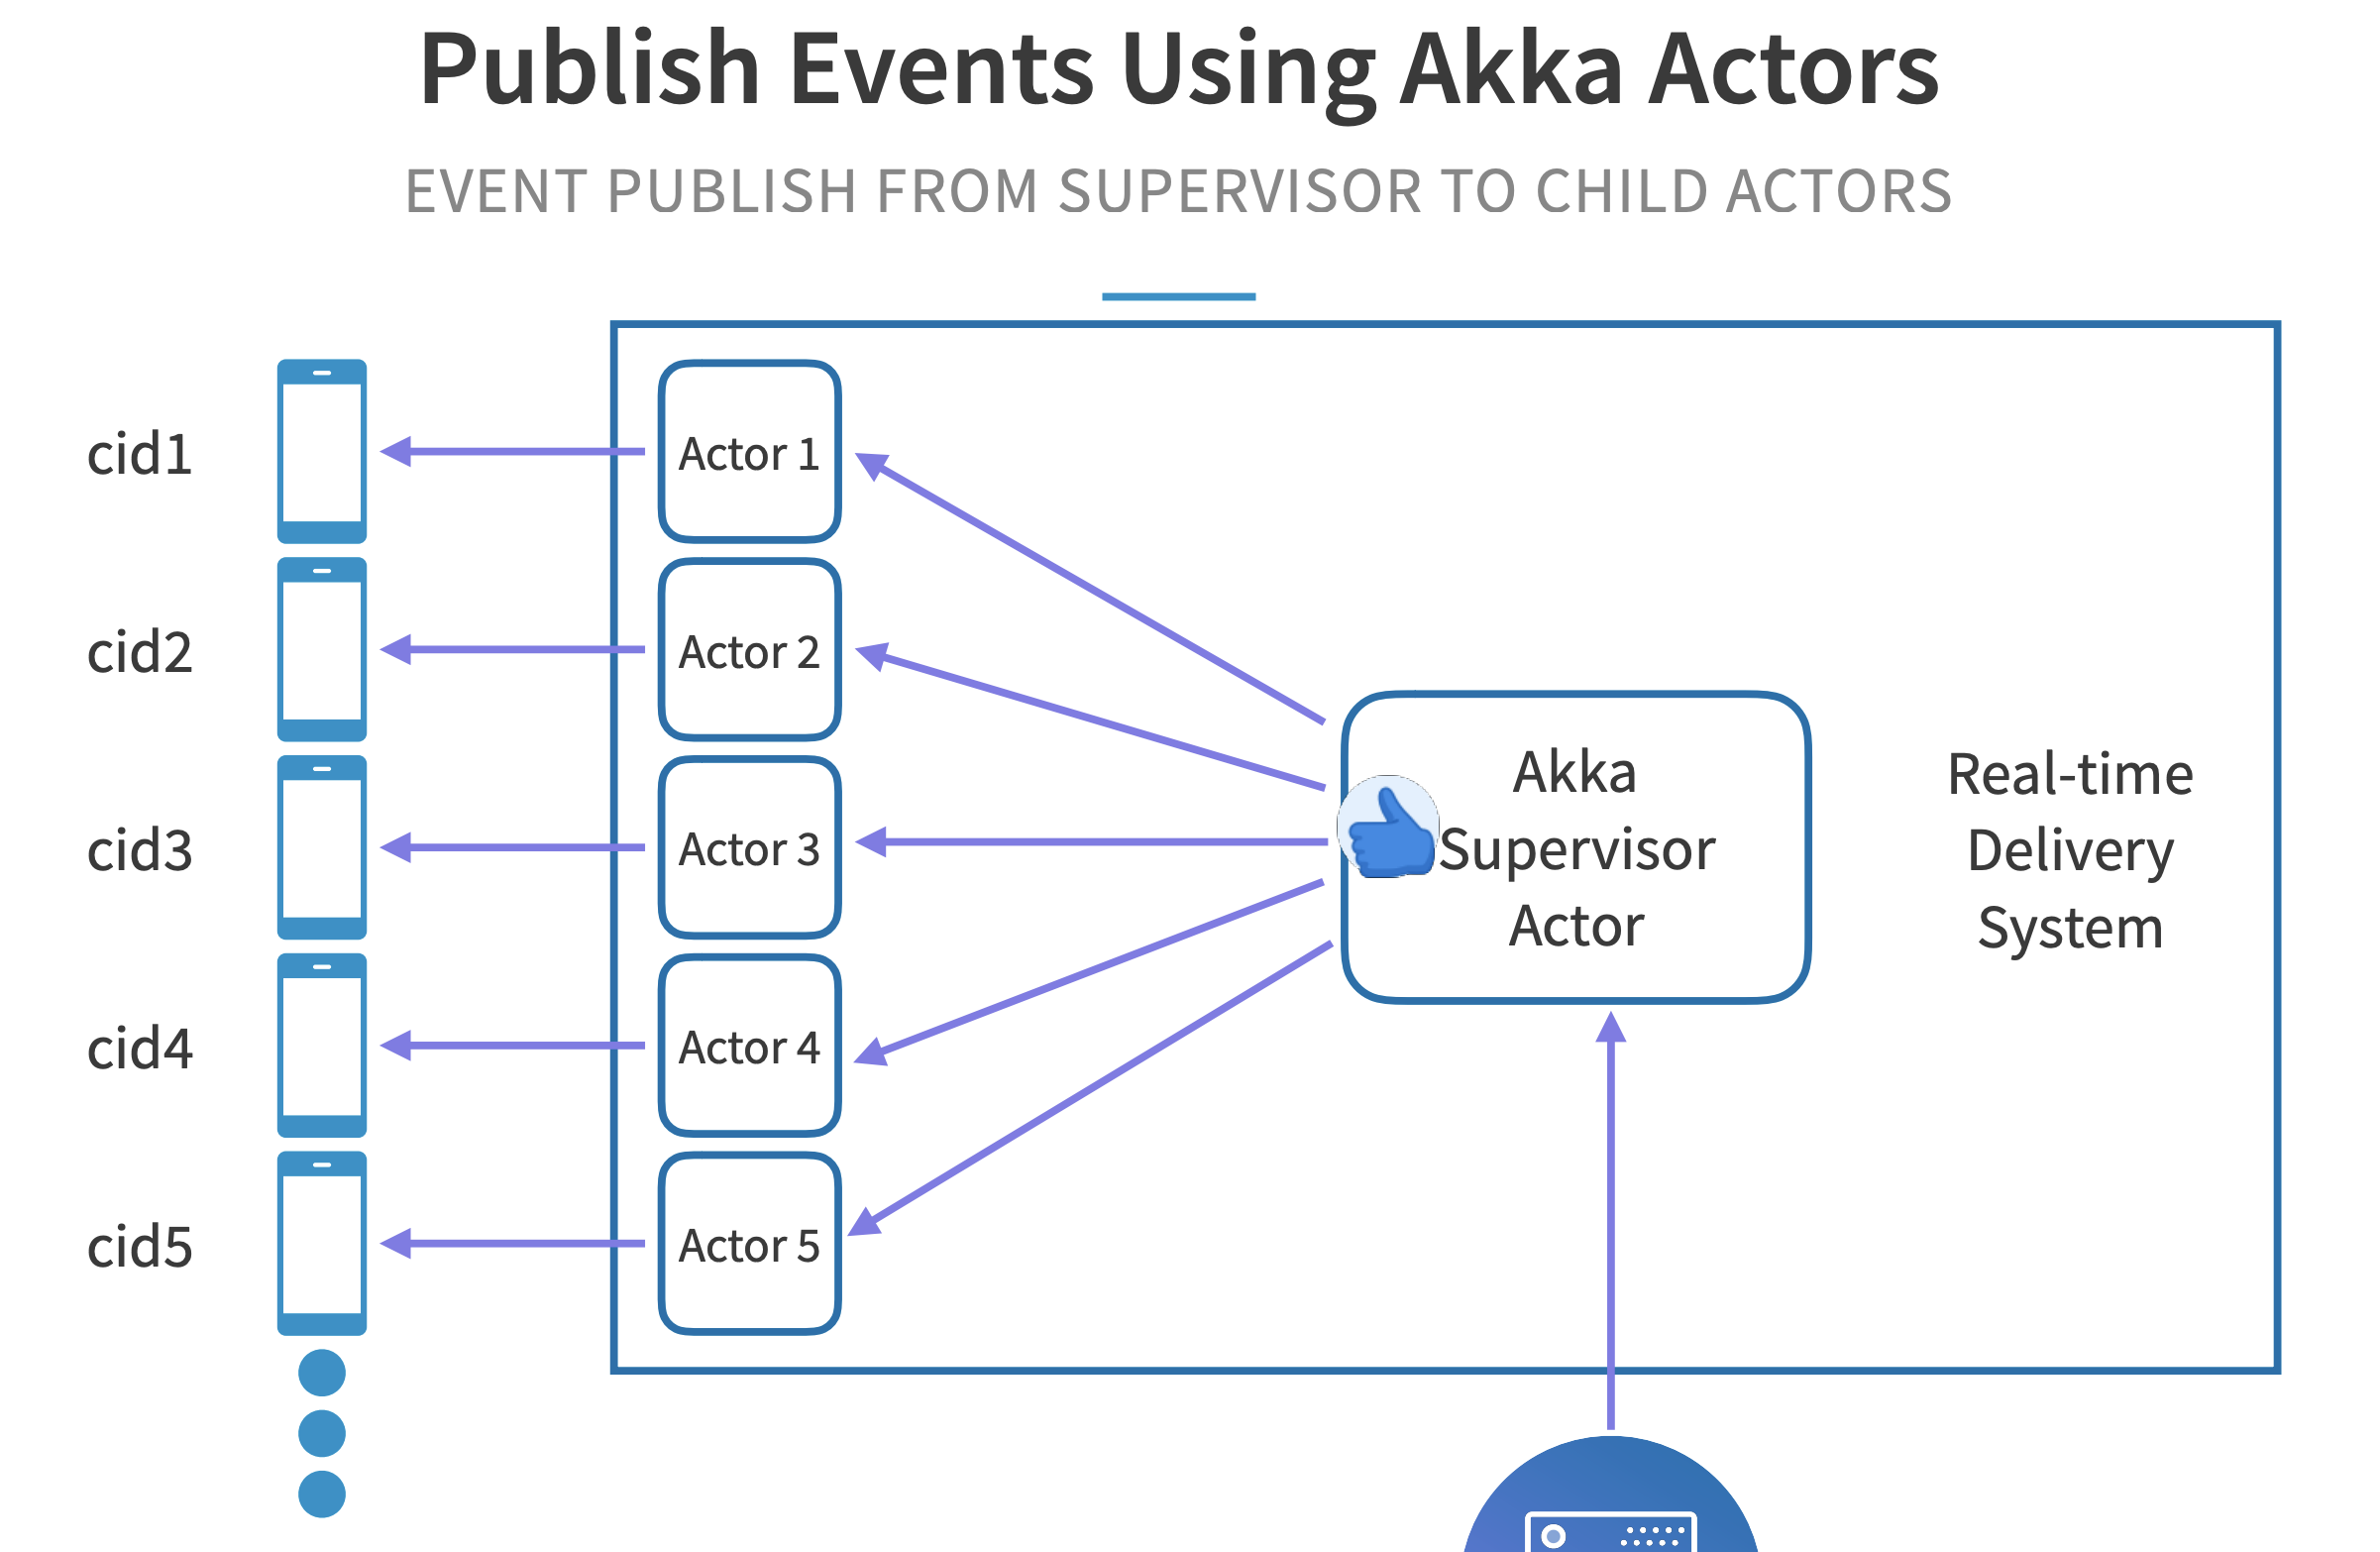 Publish Events Using Akka Actors
EVENT PUBLISH FROM SUPERVISOR TO CHILD ACTORS
cid1
Actor 1
cid2
Actor 2
cid3
Actor 3
cid4
Actor 4
cid5
Actor 5
Akka
Supervisor
Actor
Real-time
Delivery
System